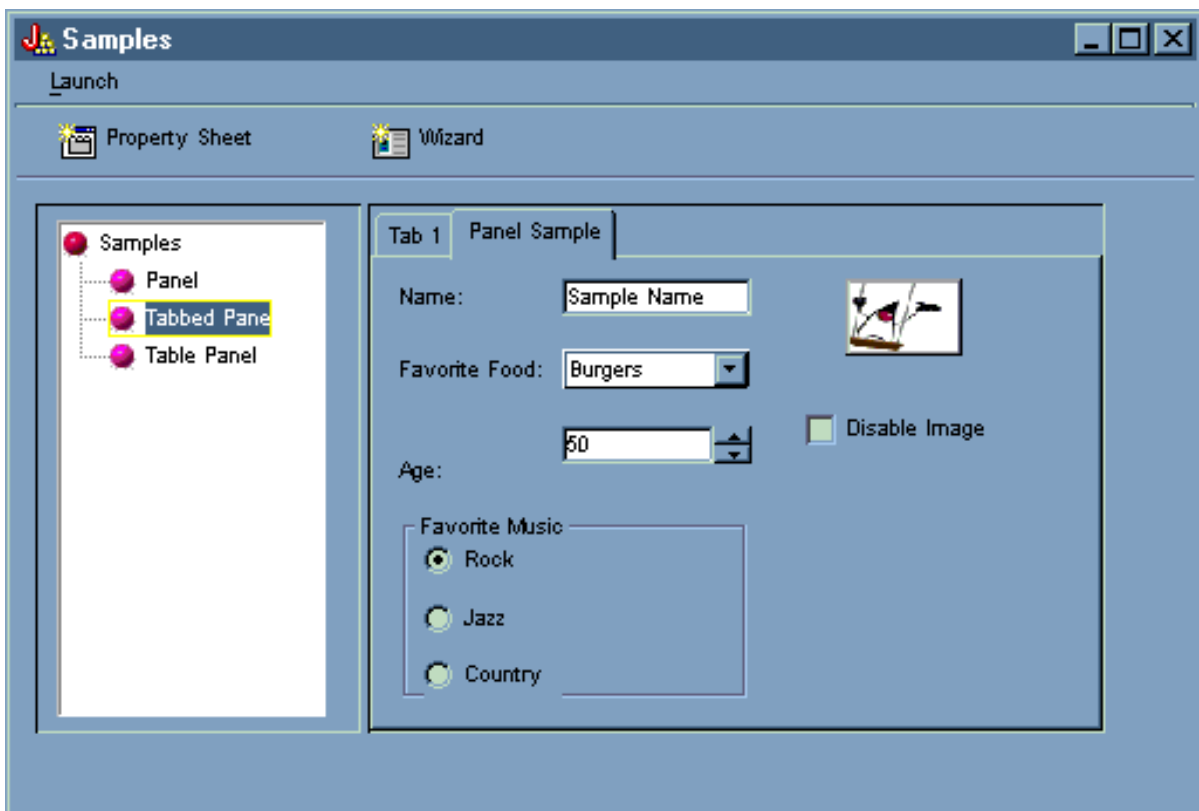 Samples
Launch
Property Sheet
Wizard
Samples
Panel
Tabbed Pane
Table Panel
Tab 1
Panel Sample
Name:
Sample Name
Favorite Food:
Burgers
50
Disable Image
Age:
Favorite Music
Rock
Jazz
Country